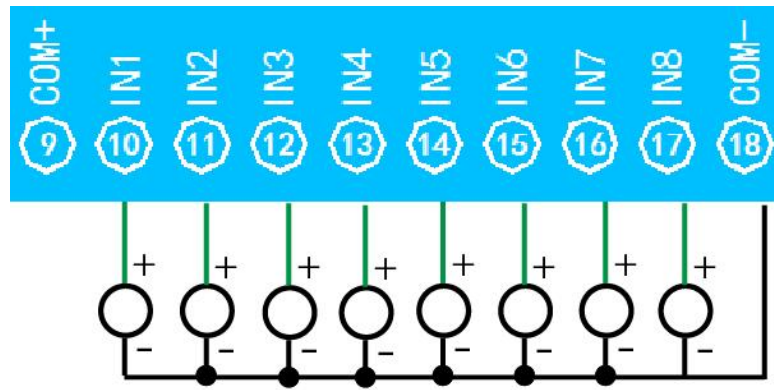 COM+ IN1 IN2 IN3 IN4 IN5 IN6 IN7 IN8 COM-
9 10 11 12 13 14 15 16 17 18
+ + + + + + + +
- - - - - - - -